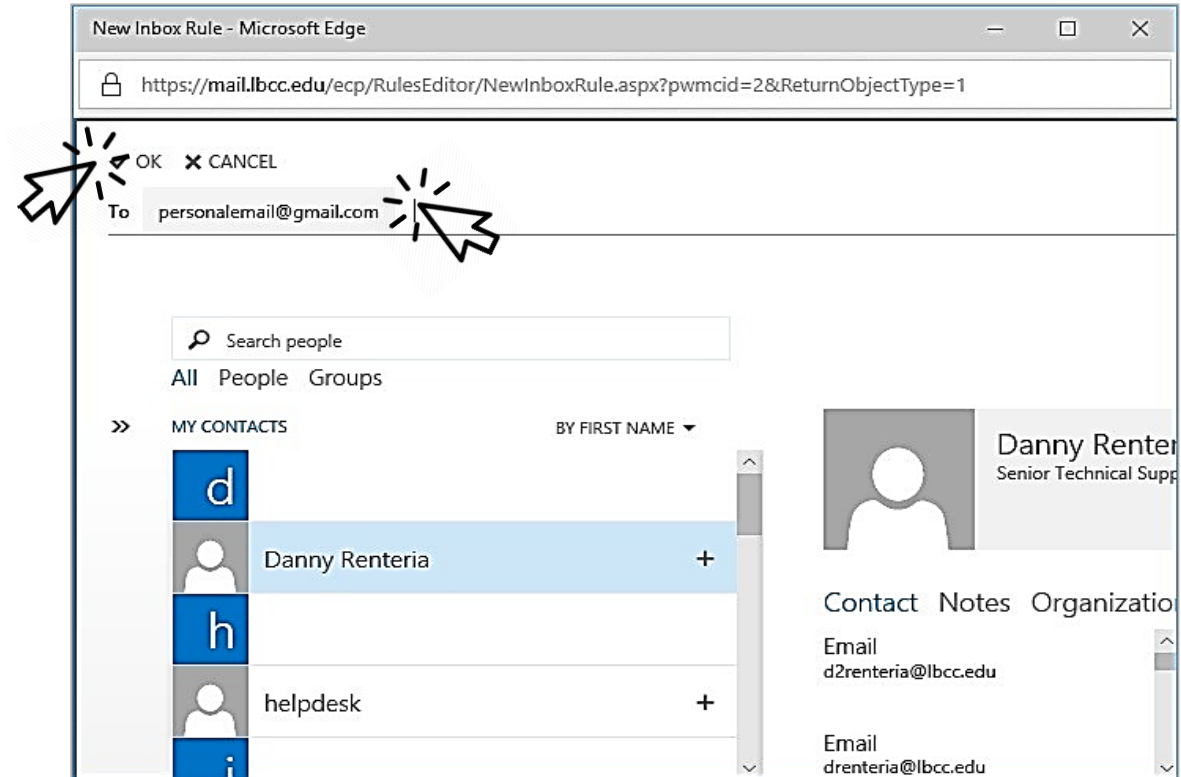 New Inbox Rule - Microsoft Edge
https://mail.lbcc.edu/ecp/RulesEditor/NewInboxRule.aspx?pwmcid=2&ReturnObjectType=1
OK CANCEL
To personalemail@gmail.com
Search people
All People Groups
MY CONTACTS BY FIRST NAME
d
Danny Renteria
h
helpdesk
Danny Renter
Senior Technical Supp
Contact Notes Organization
Email
d2renteria@lbcc.edu
Email
drenteria@lbcc.edu